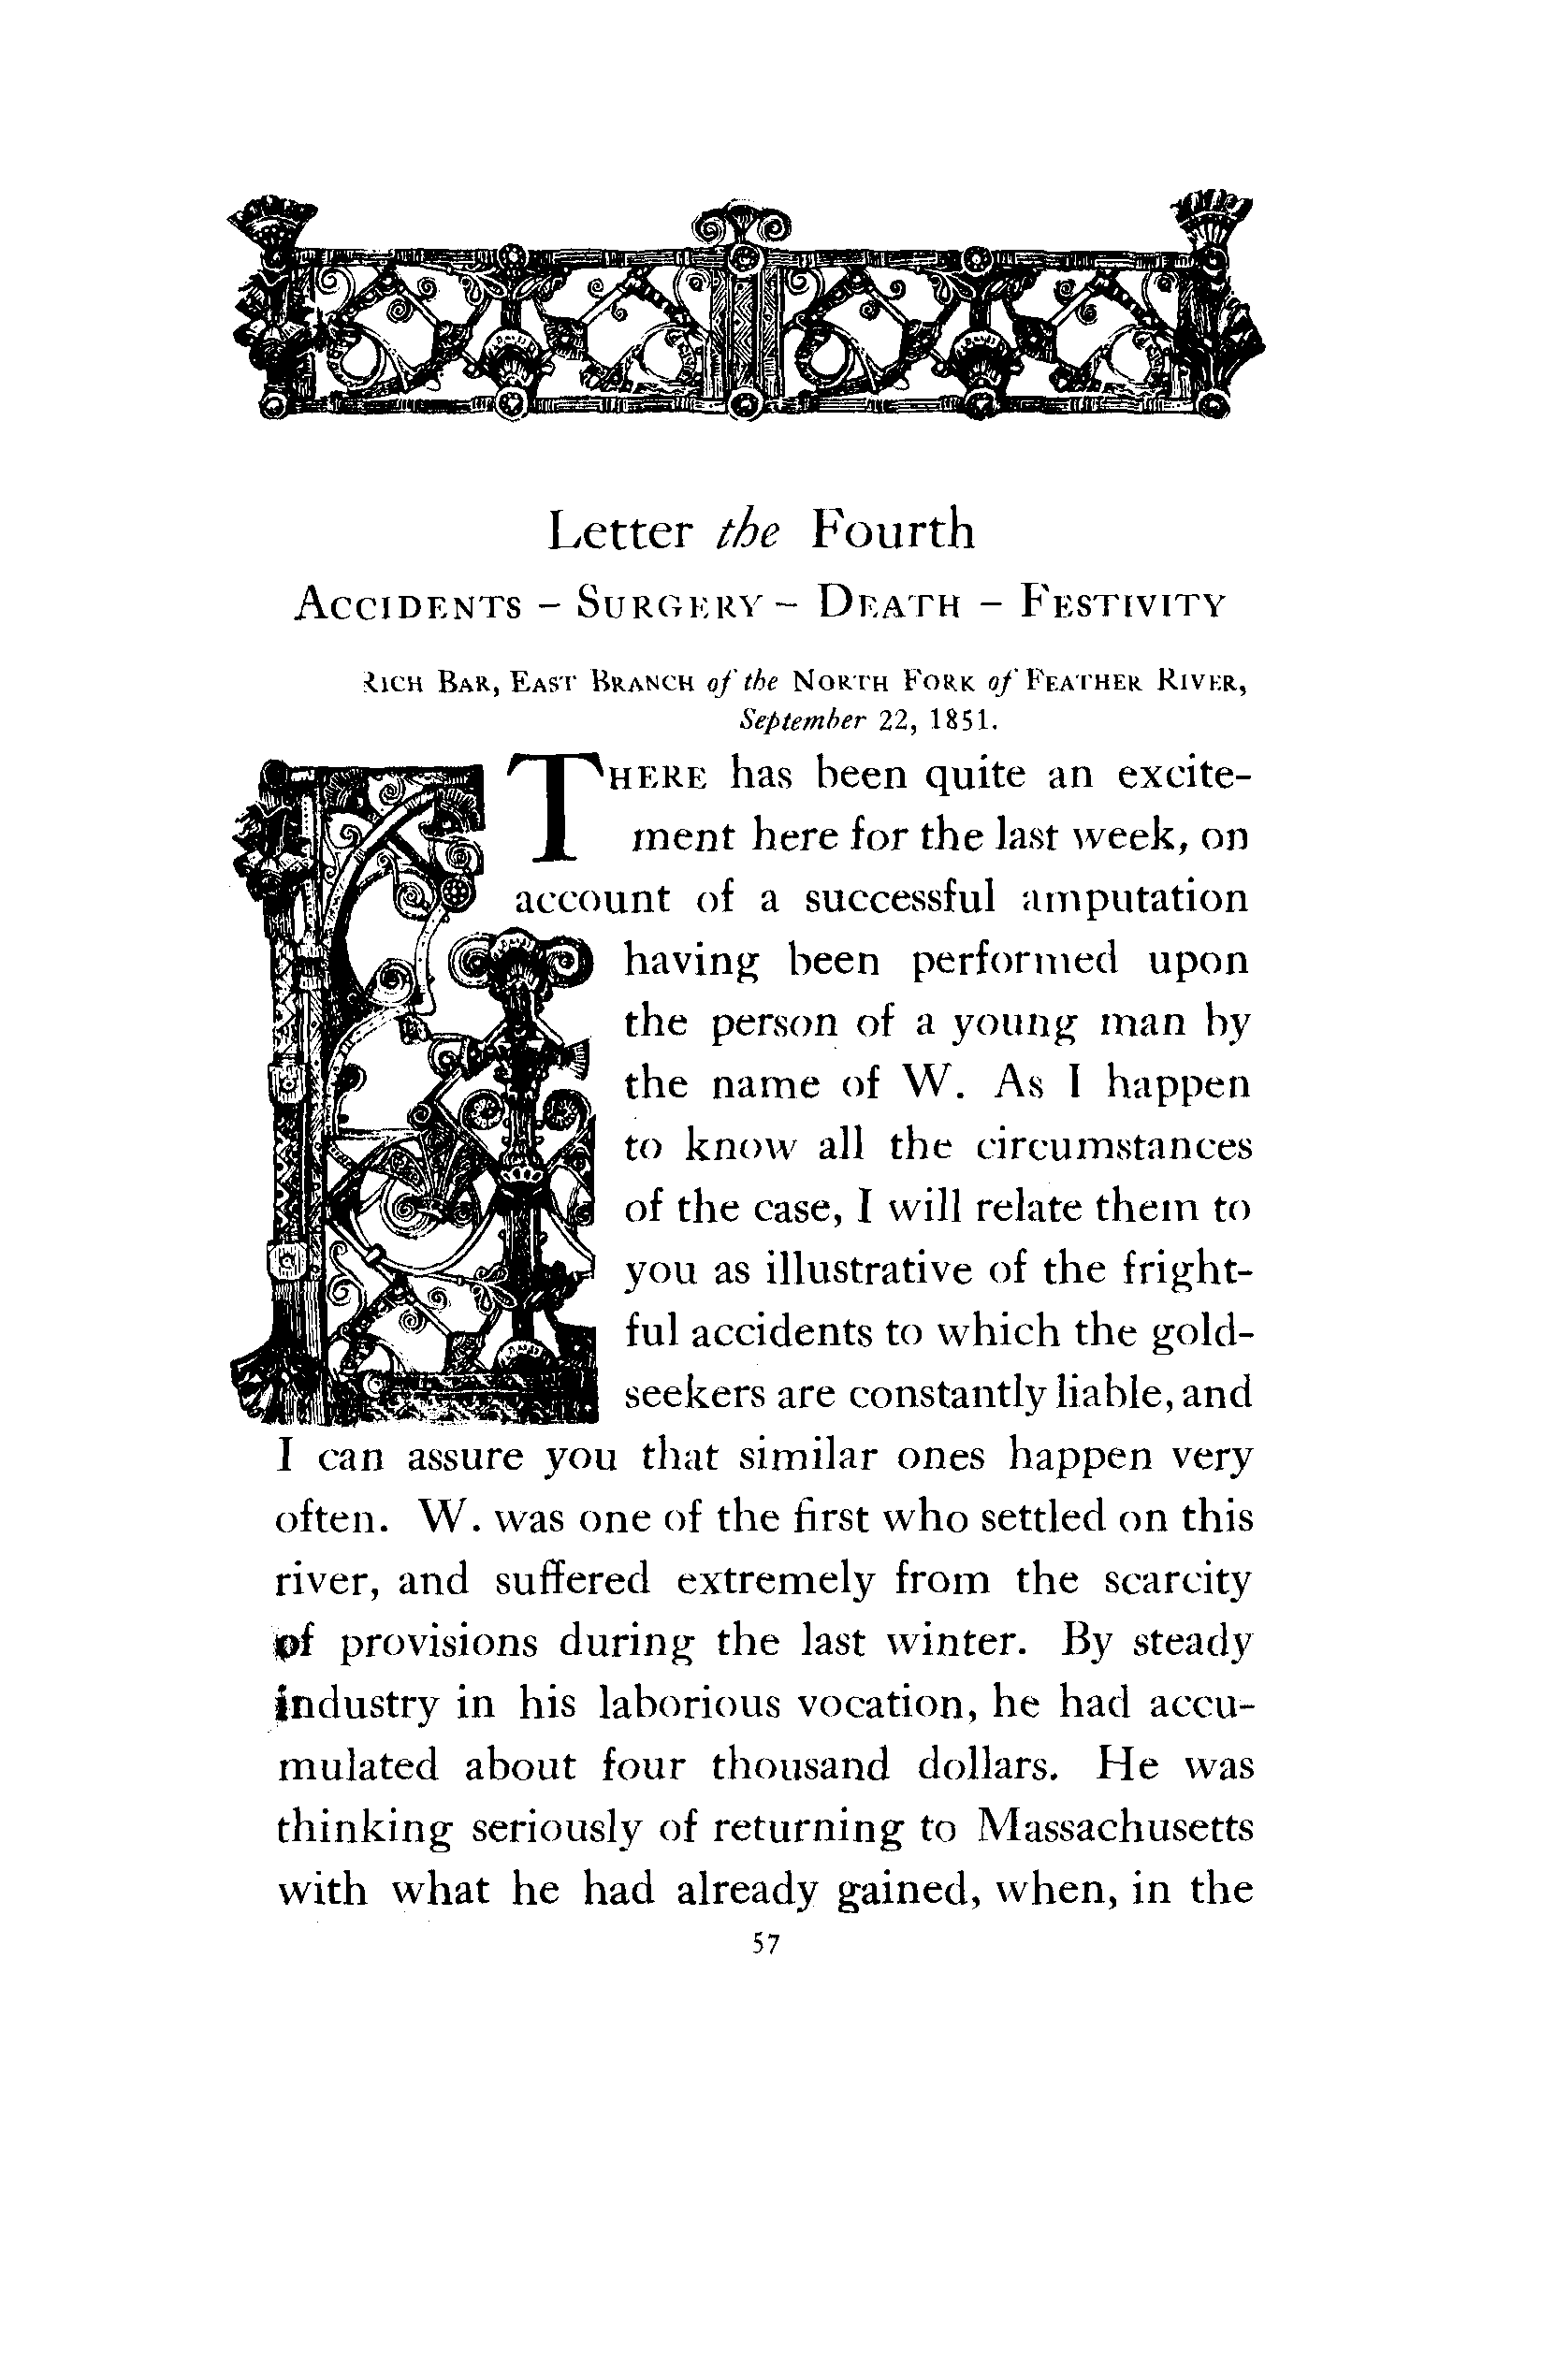 Letter the Fourth
Accidents – Surgery – Death – Festivity
Rich Bar, East Branch of the North Fork of Feather River,
September 22, 1851.
There has been quite an excite-
ment here for the last week, on
account of a successful amputation
having been performed upon
the person of a young man by
the name of W. As I happen
to know all the circumstances
of the case, I will relate them to
you as illustrative of the fright-
ful accidents to which the gold-
seekers are constantly liable, and
I can assure you that similar ones happen very
often. W. was one of the first who settled on this
river, and suffered extremely from the scarcity
of provisions during the last winter. By steady
industry in his laborious vocation, he had accu-
mulated about four thousand dollars. He was
thinking seriously of returning to Massachusetts
with what he had already gained, when, in the
57